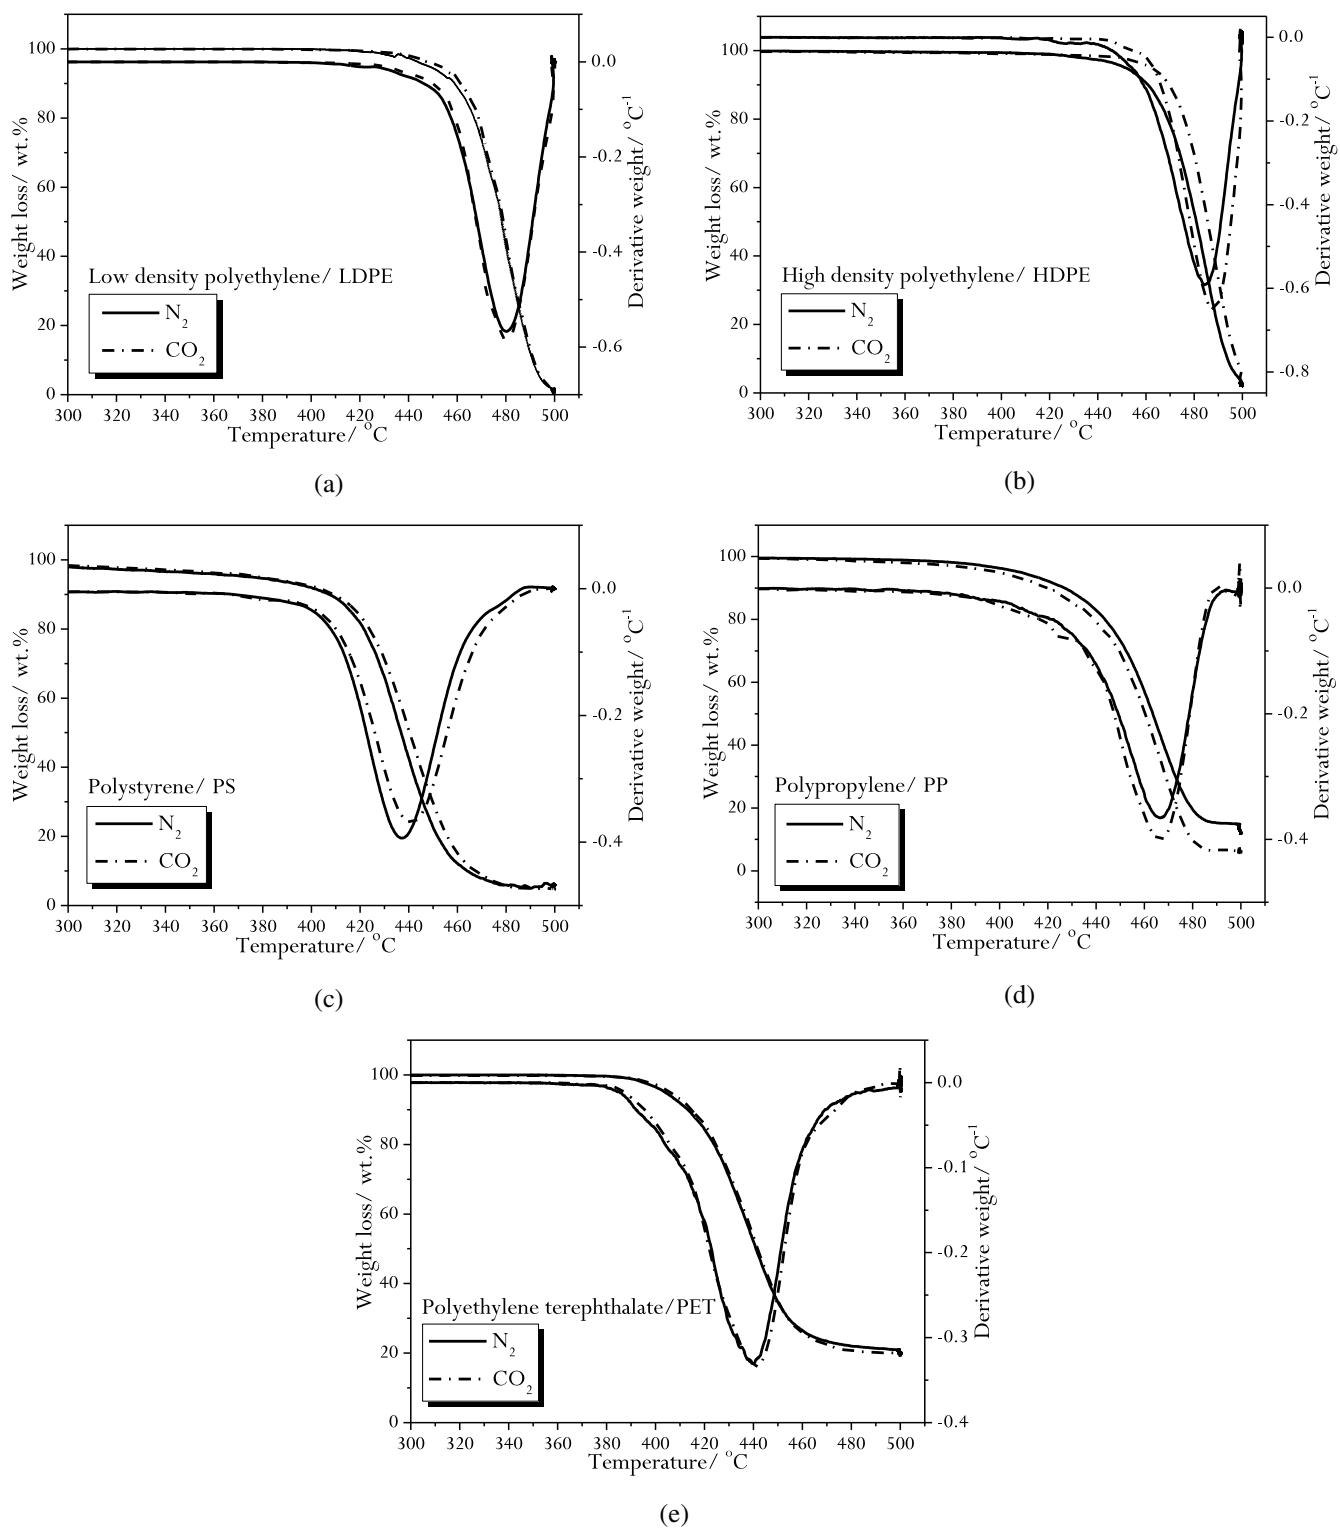 100
80
60
40
20
0
Weight loss/ wt.%
0.0
-0.2
-0.4
-0.6
Derivative weight/ °C⁻¹
Low density polyethylene/ LDPE
N₂
CO₂
300 320 340 360 380 400 420 440 460 480 500
Temperature/ °C
(a)
100
80
60
40
20
0
Weight loss/ wt.%
0.0
-0.2
-0.4
-0.6
-0.8
Derivative weight/ °C⁻¹
High density polyethylene/ HDPE
N₂
CO₂
300 320 340 360 380 400 420 440 460 480 500
Temperature/ °C
(b)
100
80
60
40
20
0
Weight loss/ wt.%
0.0
-0.2
-0.4
Derivative weight/ °C⁻¹
Polystyrene/ PS
N₂
CO₂
300 320 340 360 380 400 420 440 460 480 500
Temperature/ °C
(c)
100
80
60
40
20
0
Weight loss/ wt.%
0.0
-0.2
-0.4
Derivative weight/ °C⁻¹
Polypropylene/ PP
N₂
CO₂
300 320 340 360 380 400 420 440 460 480 500
Temperature/ °C
(d)
100
80
60
40
20
0
Weight loss/ wt.%
0.0
-0.1
-0.2
-0.3
-0.4
Derivative weight/ °C⁻¹
Polyethylene terephthalate/PET
N₂
CO₂
300 320 340 360 380 400 420 440 460 480 500
Temperature/ °C
(e)